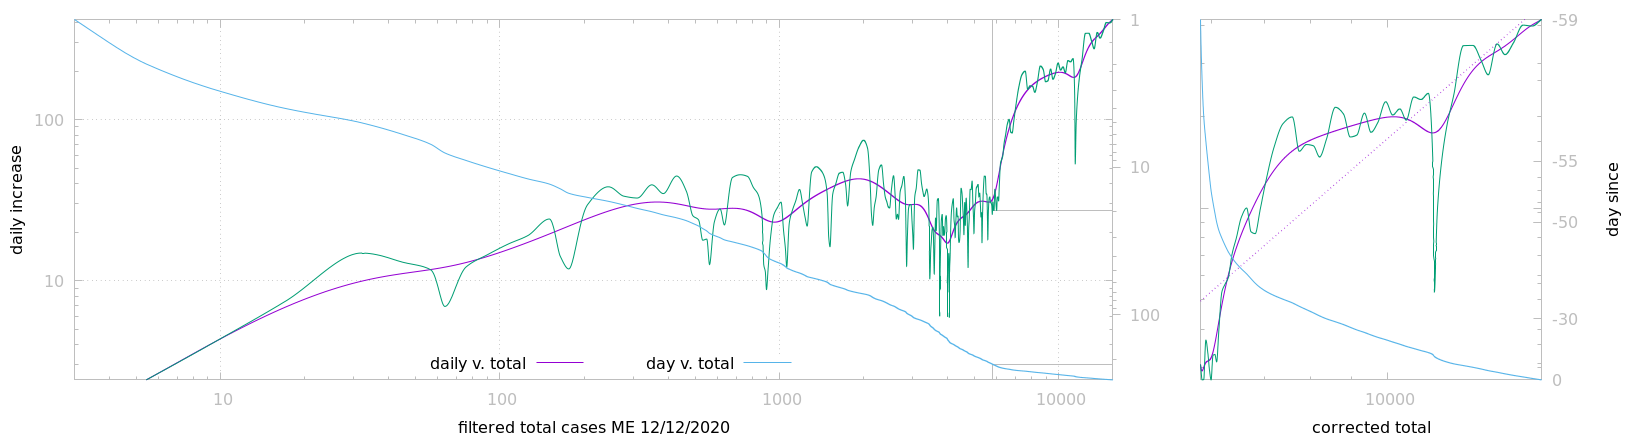 1
-59
100
10
-55
daily increase
-50
day since
10
100
-30
daily v. total
day v. total
0
10
100
1000
10000
10000
filtered total cases ME 12/12/2020
corrected total